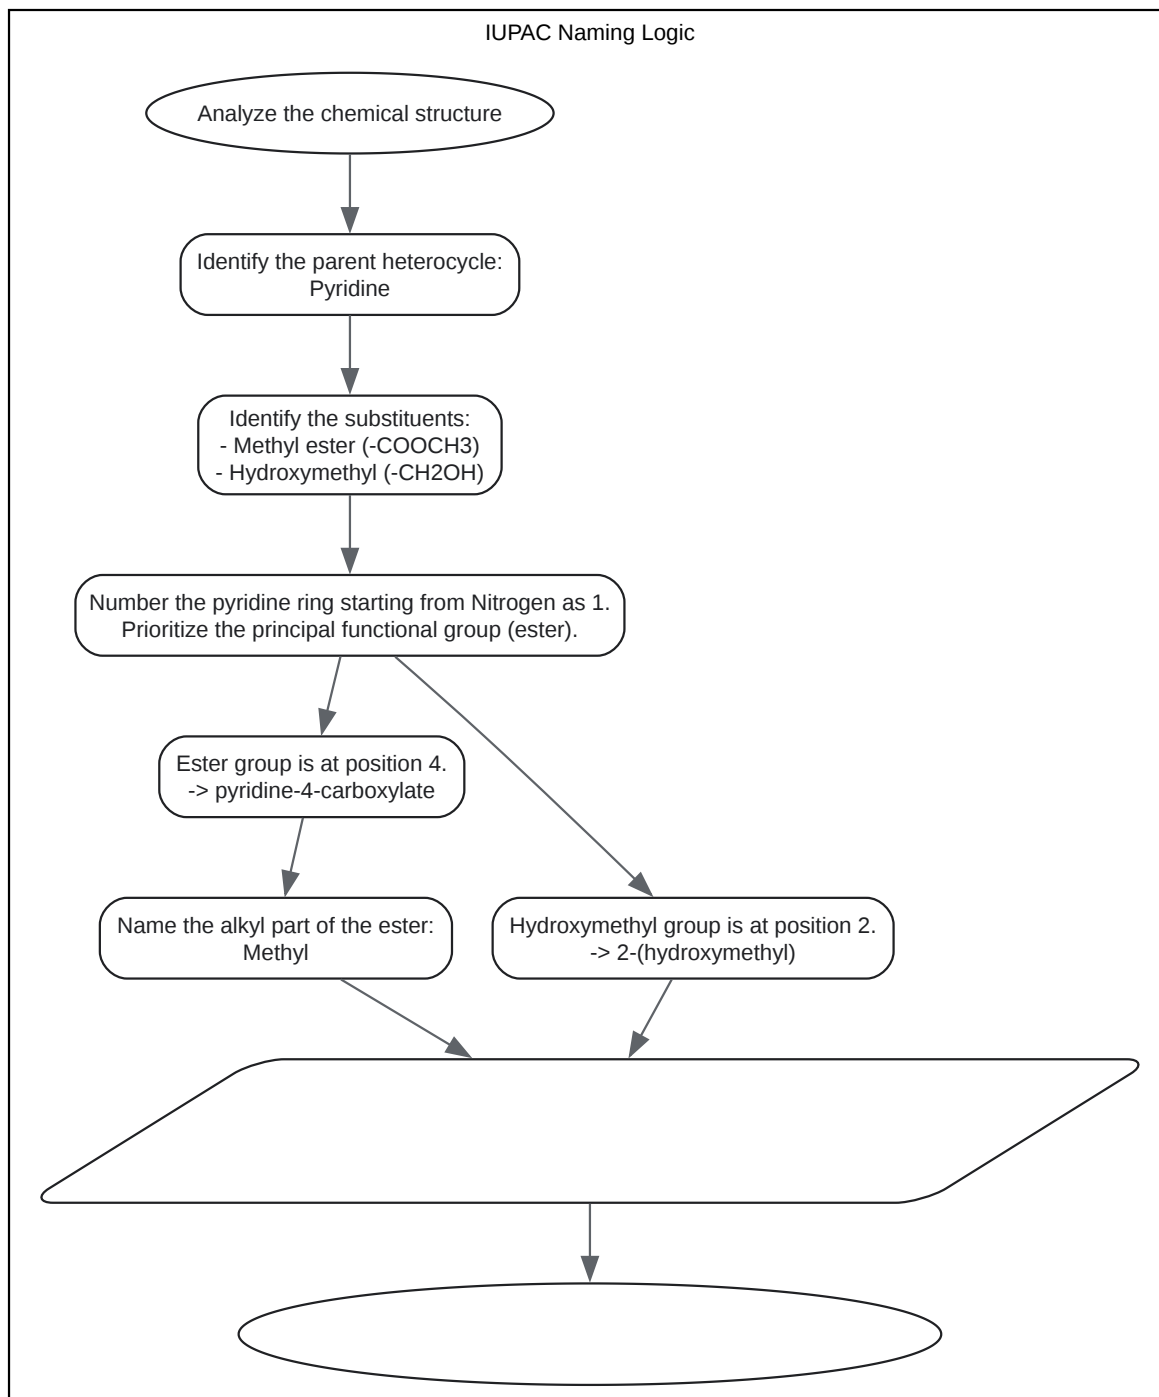 IUPAC Naming Logic
Analyze the chemical structure
Identify the parent heterocycle:
Pyridine
Identify the substituents:
- Methyl ester (-COOCH3)
- Hydroxymethyl (-CH2OH)
Number the pyridine ring starting from Nitrogen as 1.
Prioritize the principal functional group (ester).
Ester group is at position 4.
-> pyridine-4-carboxylate
Name the alkyl part of the ester:
Methyl
Hydroxymethyl group is at position 2.
-> 2-(hydroxymethyl)